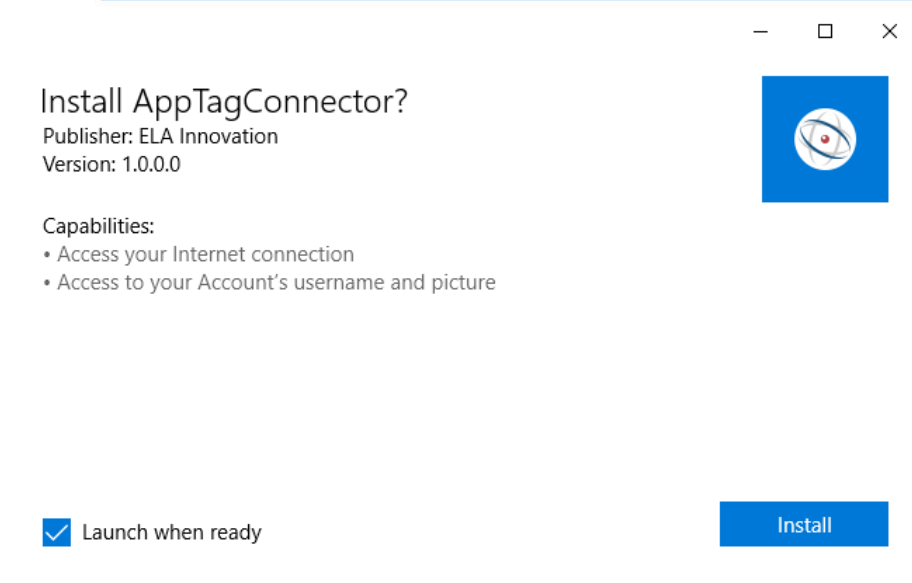 Install AppTagConnector?
Publisher: ELA Innovation
Version: 1.0.0.0
Capabilities:
• Access your Internet connection
• Access to your Account’s username and picture
Launch when ready
Install